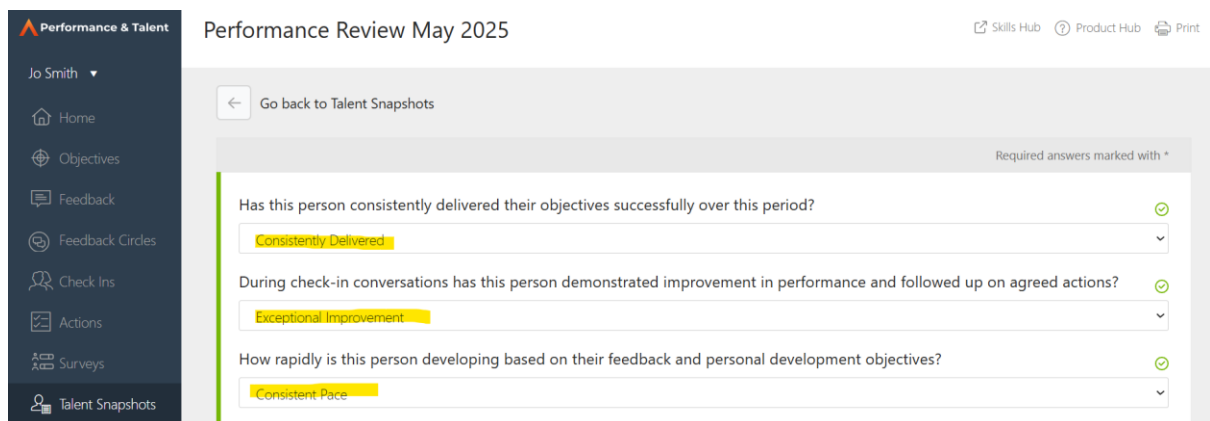 Performance & Talent
Jo Smith
Home
Objectives
Feedback
Feedback Circles
Check Ins
Actions
Surveys
Talent Snapshots
Performance Review May 2025
Skills Hub
Product Hub
Print
Go back to Talent Snapshots
Required answers marked with *
Has this person consistently delivered their objectives successfully over this period?
Consistently Delivered
During check-in conversations has this person demonstrated improvement in performance and followed up on agreed actions?
Exceptional Improvement
How rapidly is this person developing based on their feedback and personal development objectives?
Consistent Pace